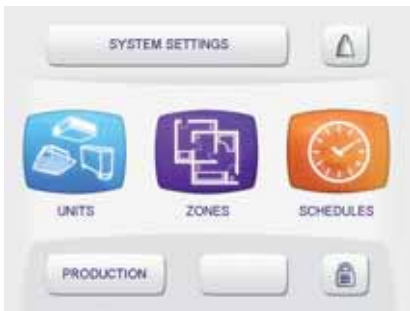 SYSTEM SETTINGS
UNITS
ZONES
SCHEDULES
PRODUCTION